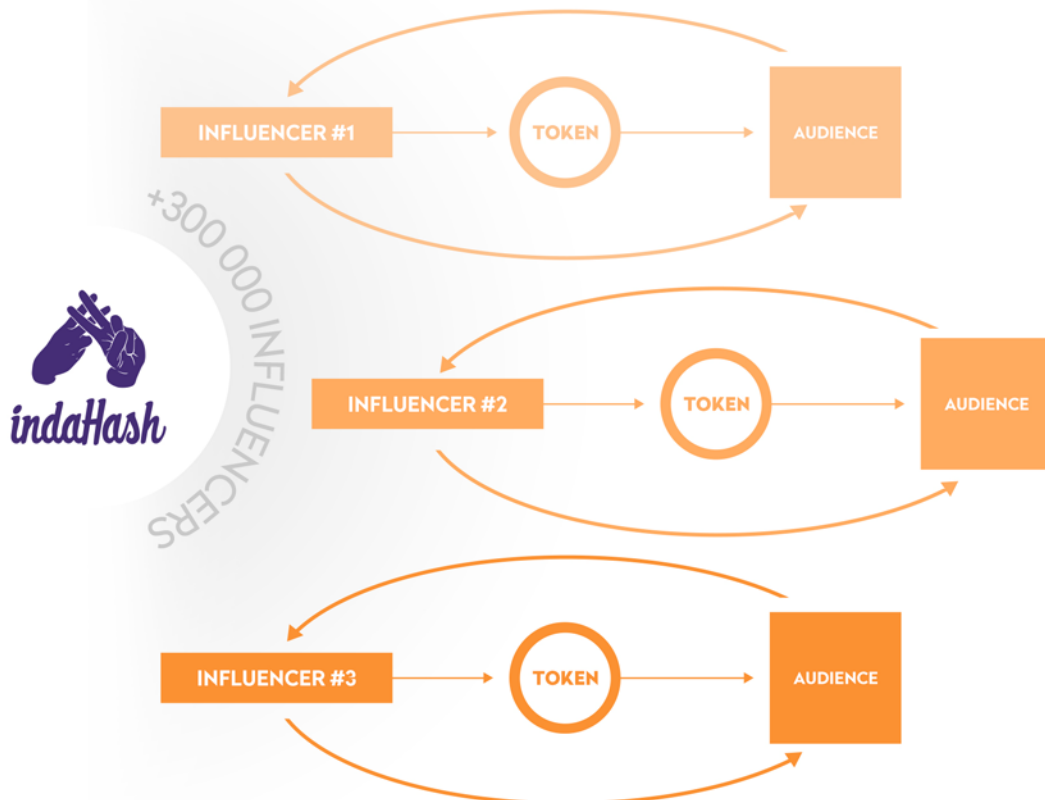 INFLUENCER #1
TOKEN
AUDIENCE
+300 000 INFLUENCERS
indaHash
INFLUENCER #2
TOKEN
AUDIENCE
INFLUENCER #3
TOKEN
AUDIENCE